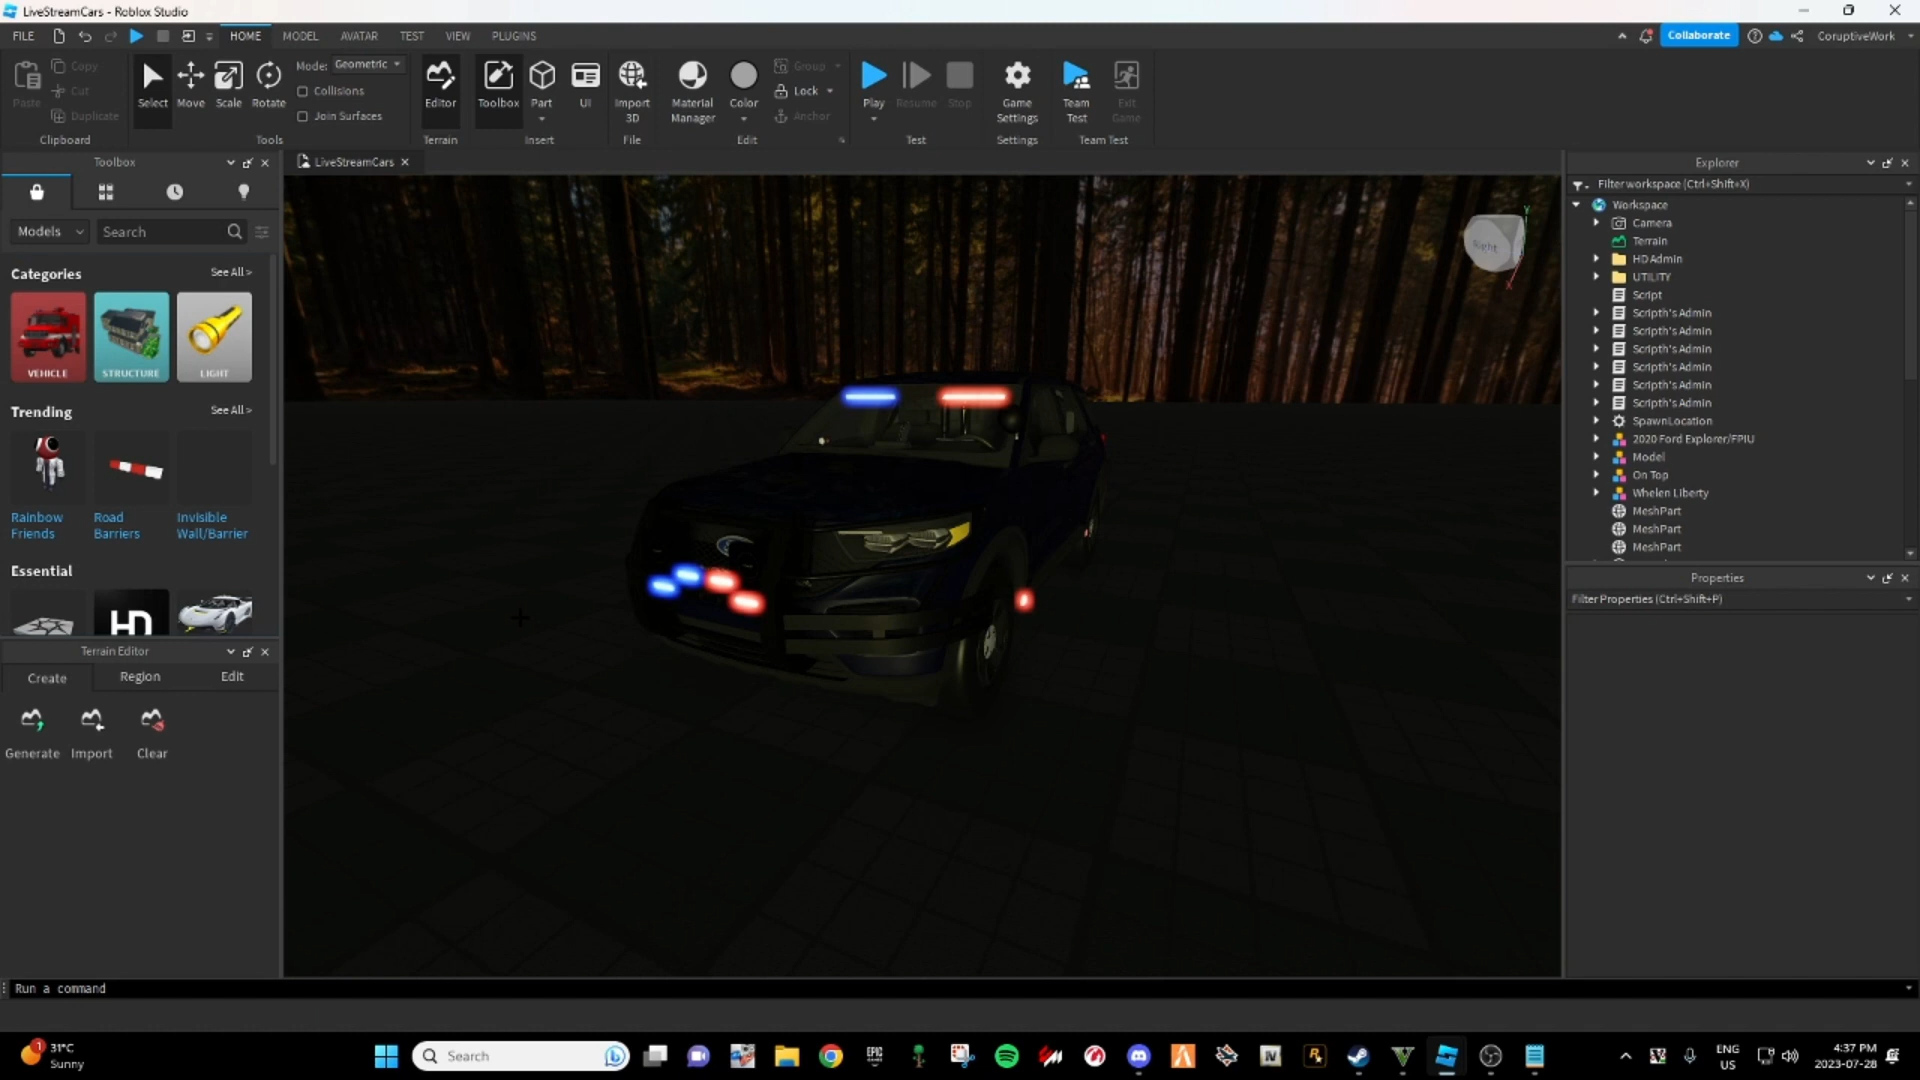 LiveStreamCars - Roblox Studio
FILE HOME MODEL AVATAR TEST VIEW PLUGINS Collaborate CoruptiveWork
Paste Copy Cut Duplicate
Clipboard
Select Move Scale Rotate
Mode: Geometric
Collisions
Join Surfaces
Tools
Editor
Terrain
Toolbox Part UI
Insert
Import 3D
File
Material Manager Color Group Lock Anchor
Edit
Play Resume Stop
Test
Game Settings
Settings
Team Test Exit Game
Team Test
Toolbox
Models Search
Categories See All >
VEHICLE STRUCTURE LIGHT
Trending See All >
Rainbow Friends
Road Barriers
Invisible Wall/Barrier
Essential
HD
Terrain Editor
Create Region Edit
Generate Import Clear
LiveStreamCars
Right
Y
X
Explorer
Filter workspace (Ctrl+Shift+X)
Workspace
Camera
Terrain
HD Admin
UTILITY
Script
Scripth's Admin
Scripth's Admin
Scripth's Admin
Scripth's Admin
Scripth's Admin
Scripth's Admin
SpawnLocation
2020 Ford Explorer/FPIU
Model
On Top
Whelen Liberty
MeshPart
MeshPart
MeshPart
Properties
Filter Properties (Ctrl+Shift+P)
Run a command
1
31°C
Sunny
Search
EPIC
ENG
US
4:37 PM
2023-07-28